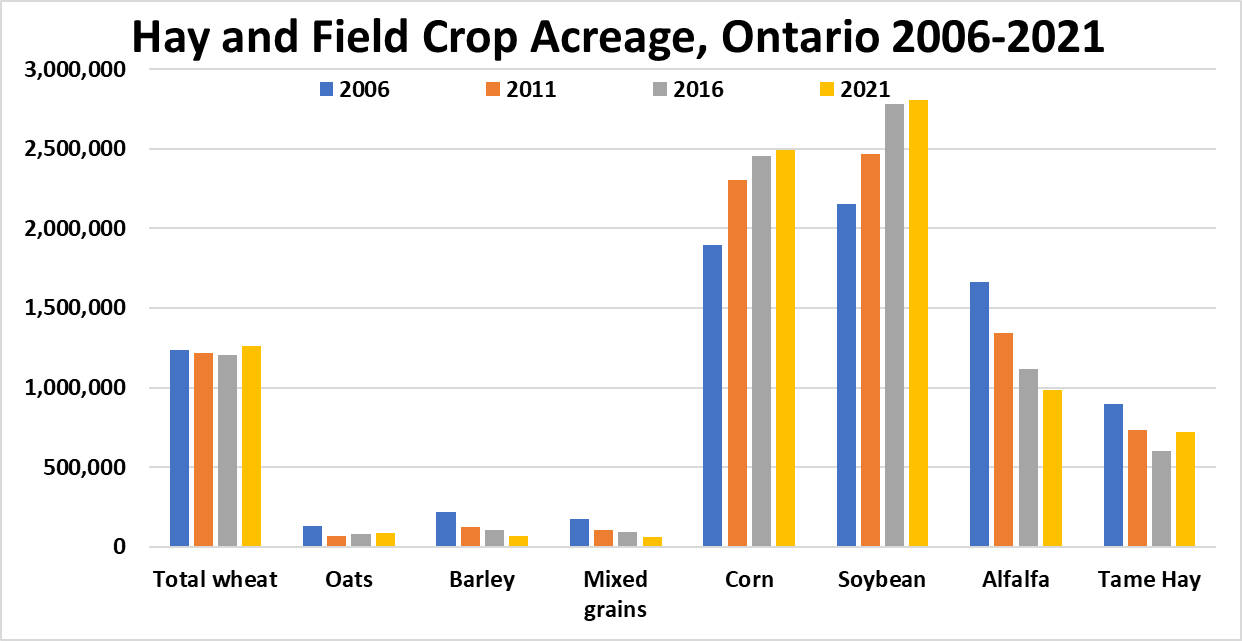 Hay and Field Crop Acreage, Ontario 2006-2021
3,000,000
2006 2011 2016 2021
2,500,000
2,000,000
1,500,000
1,000,000
500,000
0
Total wheat Oats Barley Mixed grains Corn Soybean Alfalfa Tame Hay